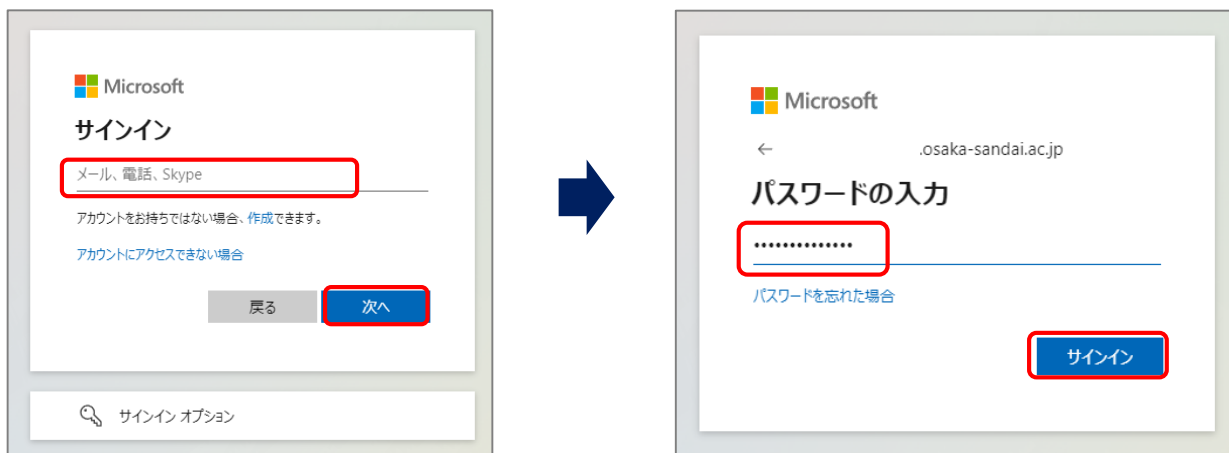 Microsoft
サインイン
メール、電話、Skype
アカウントをお持ちではない場合、作成できます。
アカウントにアクセスできない場合
戻る
次へ
サインイン オプション
Microsoft
← .osaka-sandai.ac.jp
パスワードの入力
••••••••••••••
パスワードを忘れた場合
サインイン